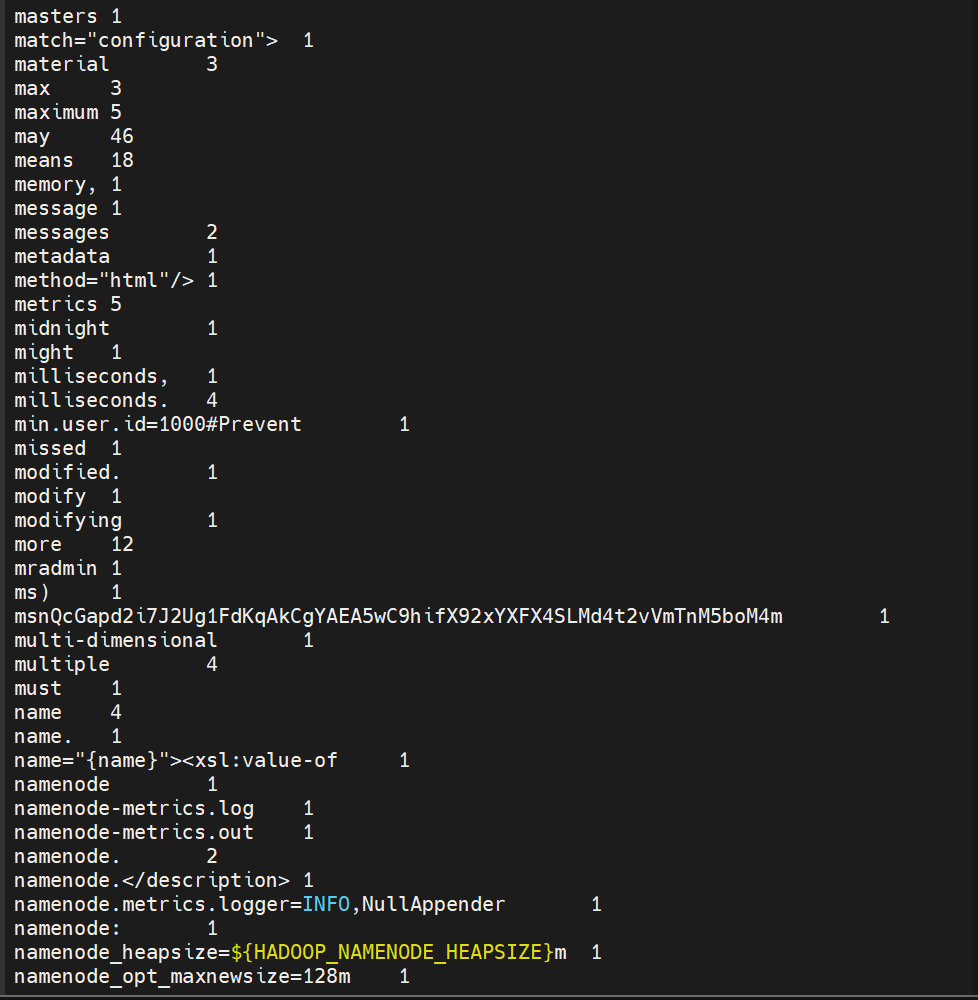 masters 1
match="configuration"> 1
material 3
max 3
maximum 5
may 46
means 18
memory, 1
message 1
messages 2
metadata 1
method="html"/> 1
metrics 5
midnight 1
might 1
milliseconds, 1
milliseconds. 4
min.user.id=1000#Prevent 1
missed 1
modified. 1
modify 1
modifying 1
more 12
mradmin 1
ms) 1
msnQcGapd2i7J2Ug1FdKqAkCgYAEA5wC9hifX92xYXFX4SLMd4t2vVmTnM5boM4m 1
multi-dimensional 1
multiple 4
must 1
name 4
name. 1
name="{name}"><xsl:value-of 1
namenode 1
namenode-metrics.log 1
namenode-metrics.out 1
namenode. 2
namenode.</description> 1
namenode.metrics.logger=INFO,NullAppender 1
namenode: 1
namenode_heapsize=${HADOOP_NAMENODE_HEAPSIZE}m 1
namenode_opt_maxnewsize=128m 1